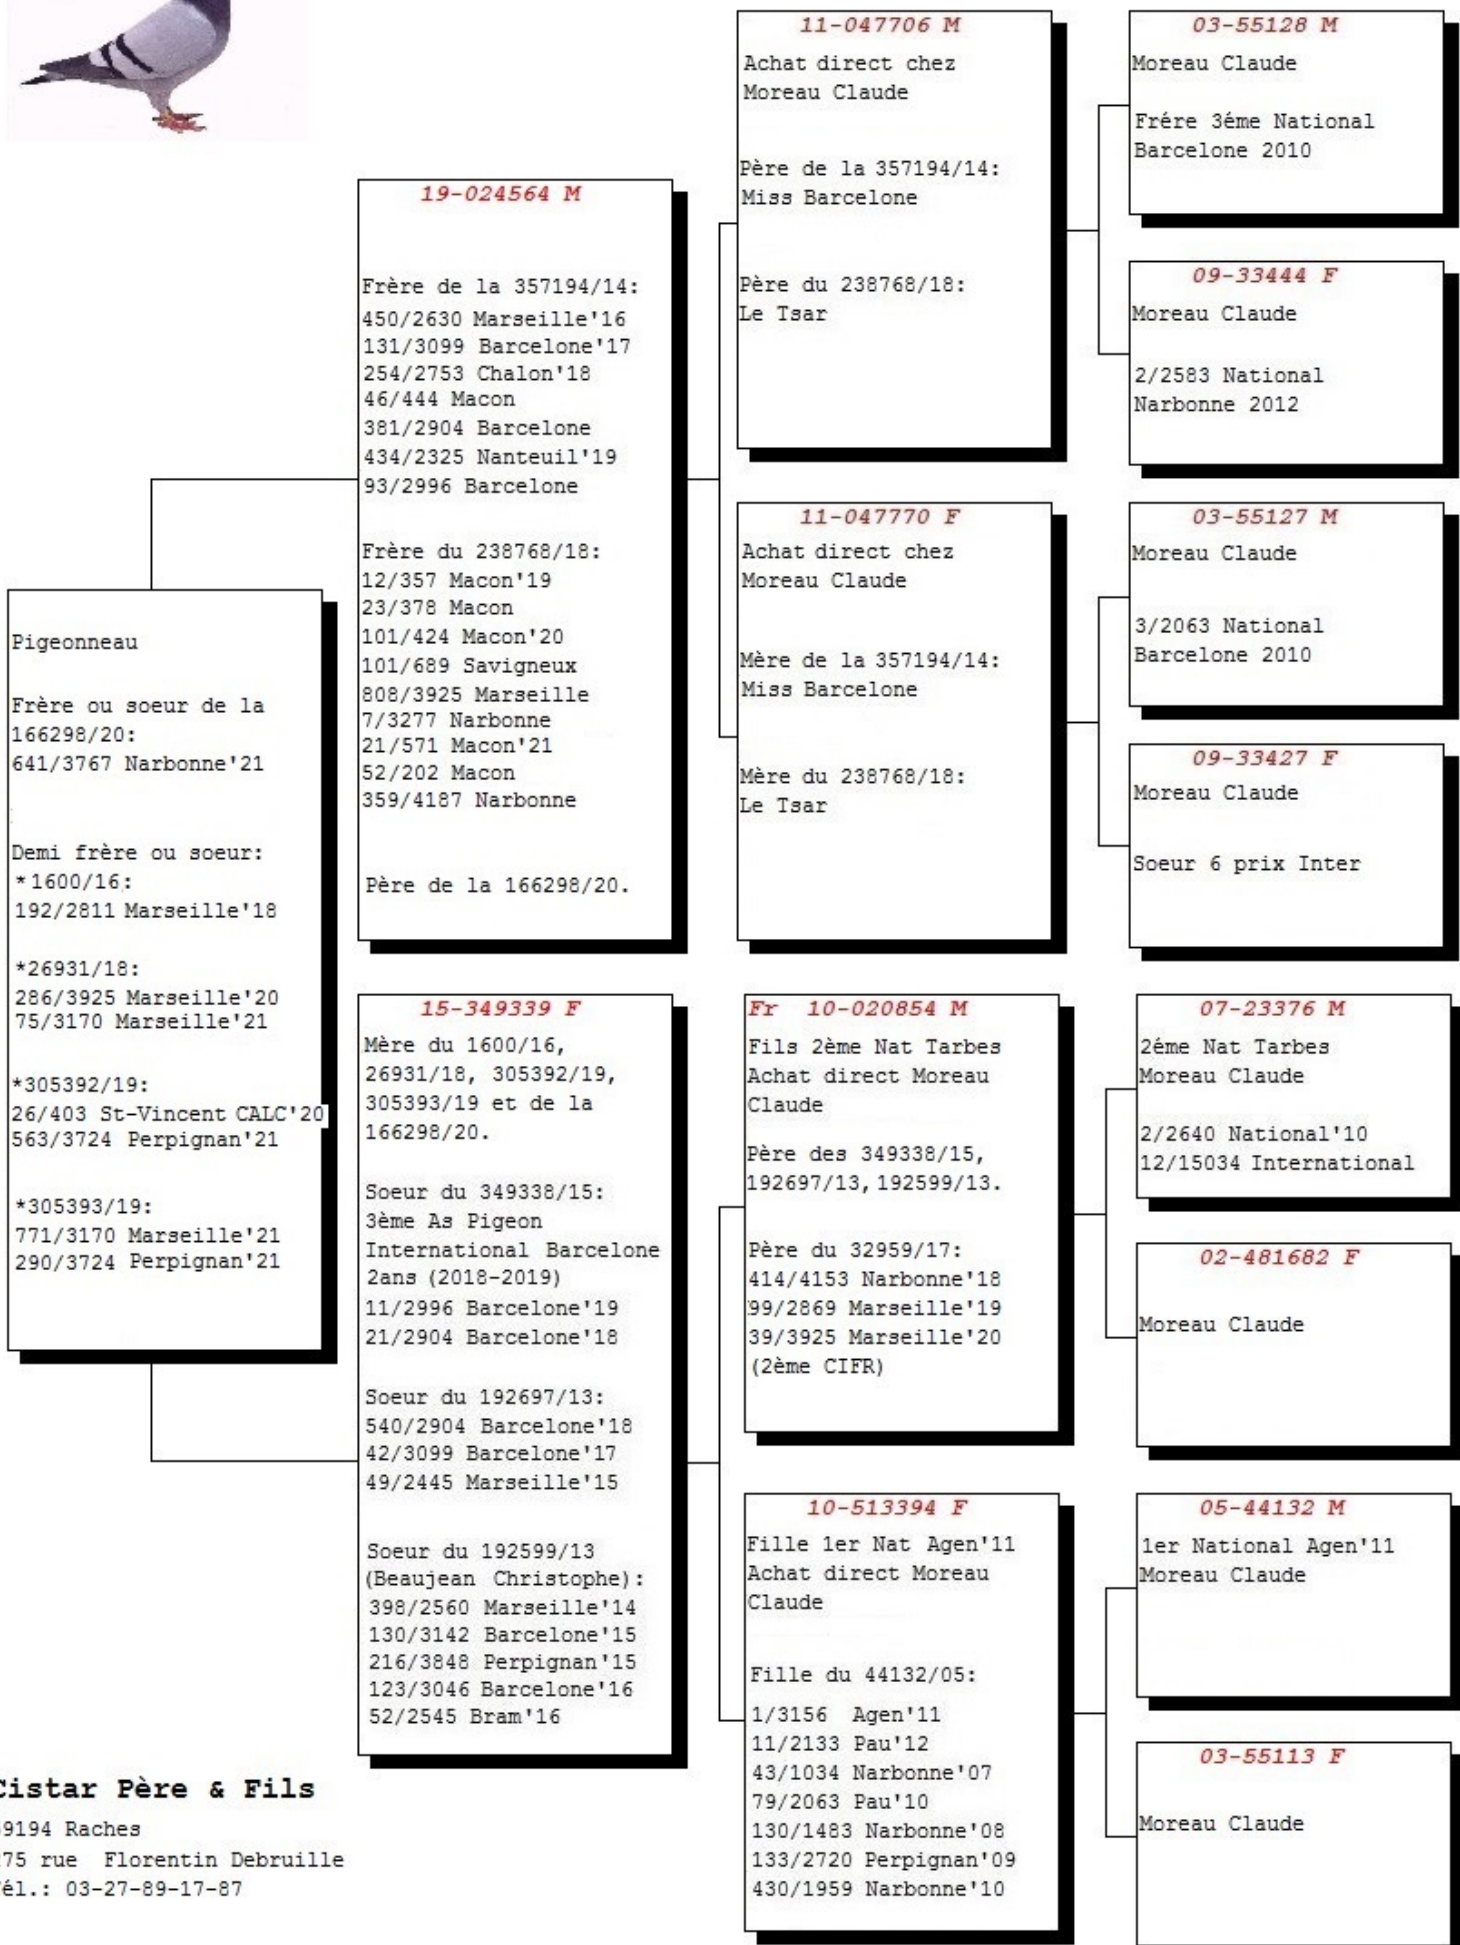 Pigeonneau
Frère ou soeur de la
166298/20:
641/3767 Narbonne'21
Demi frère ou soeur:
*1600/16:
192/2811 Marseille'18
*26931/18:
286/3925 Marseille'20
75/3170 Marseille'21
*305392/19:
26/403 St-Vincent CALC'20
563/3724 Perpignan'21
*305393/19:
771/3170 Marseille'21
290/3724 Perpignan'21
19-024564 M
Frère de la 357194/14:
450/2630 Marseille'16
131/3099 Barcelone'17
254/2753 Chalon'18
46/444 Macon
381/2904 Barcelone
434/2325 Nanteuil'19
93/2996 Barcelone
Frère du 238768/18:
12/357 Macon'19
23/378 Macon
101/424 Macon'20
101/689 Savigneux
808/3925 Marseille
7/3277 Narbonne
21/571 Macon'21
52/202 Macon
359/4187 Narbonne
Père de la 166298/20.
15-349339 F
Mère du 1600/16,
26931/18, 305392/19,
305393/19 et de la
166298/20.
Soeur du 349338/15:
3ème As Pigeon
International Barcelone
2ans (2018-2019)
11/2996 Barcelone'19
21/2904 Barcelone'18
Soeur du 192697/13:
540/2904 Barcelone'18
42/3099 Barcelone'17
49/2445 Marseille'15
Soeur du 192599/13
(Beaujean Christophe):
398/2560 Marseille'14
130/3142 Barcelone'15
216/3848 Perpignan'15
123/3046 Barcelone'16
52/2545 Bram'16
11-047706 M
Achat direct chez
Moreau Claude
Père de la 357194/14:
Miss Barcelone
Père du 238768/18:
Le Tsar
11-047770 F
Achat direct chez
Moreau Claude
Mère de la 357194/14:
Miss Barcelone
Mère du 238768/18:
Le Tsar
Fr 10-020854 M
Fils 2ème Nat Tarbes
Achat direct Moreau
Claude
Père des 349338/15,
192697/13,192599/13.
Père du 32959/17:
414/4153 Narbonne'18
99/2869 Marseille'19
39/3925 Marseille'20
(2ème CIFR)
10-513394 F
Fille 1er Nat Agen'11
Achat direct Moreau
Claude
Fille du 44132/05:
1/3156 Agen'11
11/2133 Pau'12
43/1034 Narbonne'07
79/2063 Pau'10
130/1483 Narbonne'08
133/2720 Perpignan'09
430/1959 Narbonne'10
03-55128 M
Moreau Claude
Frére 3éme National
Barcelone 2010
09-33444 F
Moreau Claude
2/2583 National
Narbonne 2012
03-55127 M
Moreau Claude
3/2063 National
Barcelone 2010
09-33427 F
Moreau Claude
Soeur 6 prix Inter
07-23376 M
2éme Nat Tarbes
Moreau Claude
2/2640 National'10
12/15034 International
02-481682 F
Moreau Claude
05-44132 M
1er National Agen'11
Moreau Claude
03-55113 F
Moreau Claude
Cistar Père & Fils
59194 Raches
75 rue Florentin Debruille
Tél.: 03-27-89-17-87